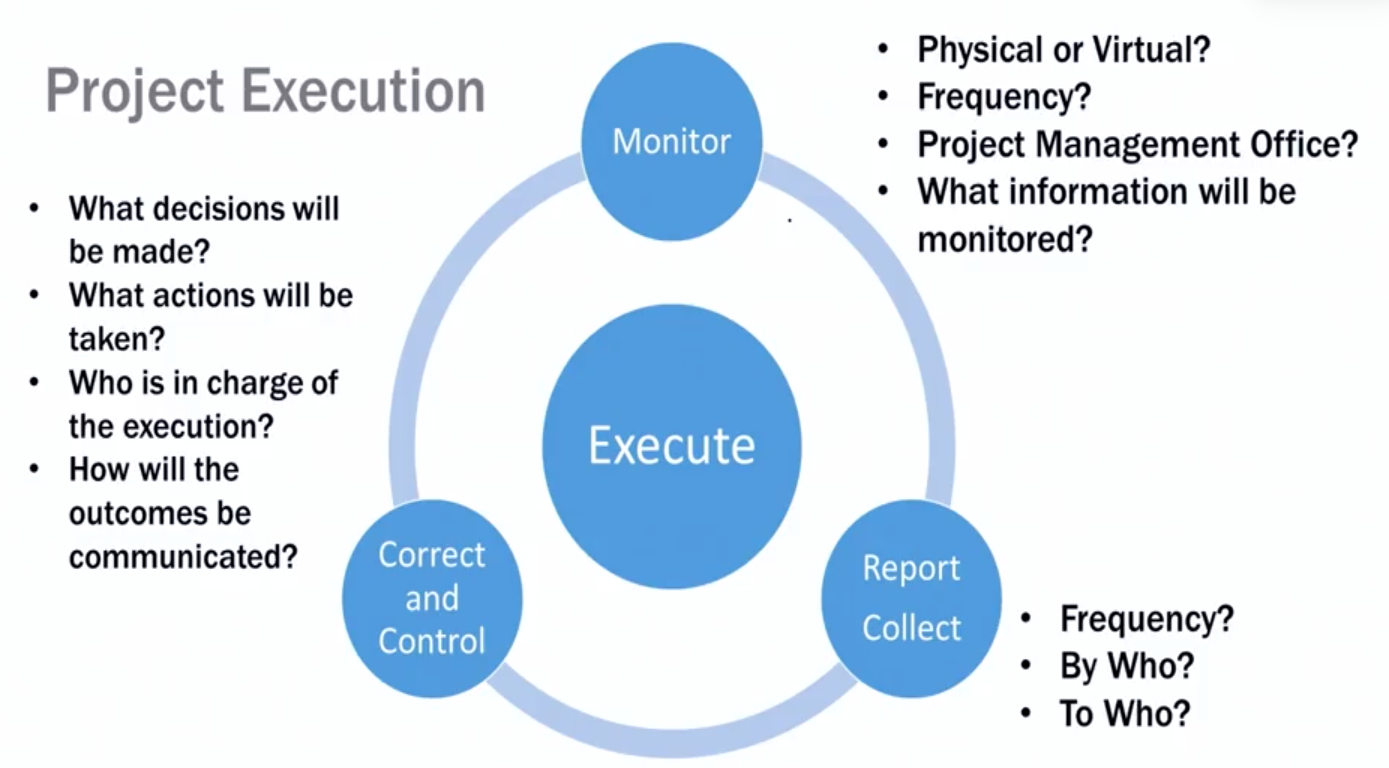 Project Execution
• What decisions will
be made?
• What actions will be
taken?
• Who is in charge of
the execution?
• How will the
outcomes be
communicated?
Monitor
• Physical or Virtual?
• Frequency?
• Project Management Office?
• What information will be
monitored?
Execute
Correct
and
Control
Report
Collect
• Frequency?
• By Who?
• To Who?